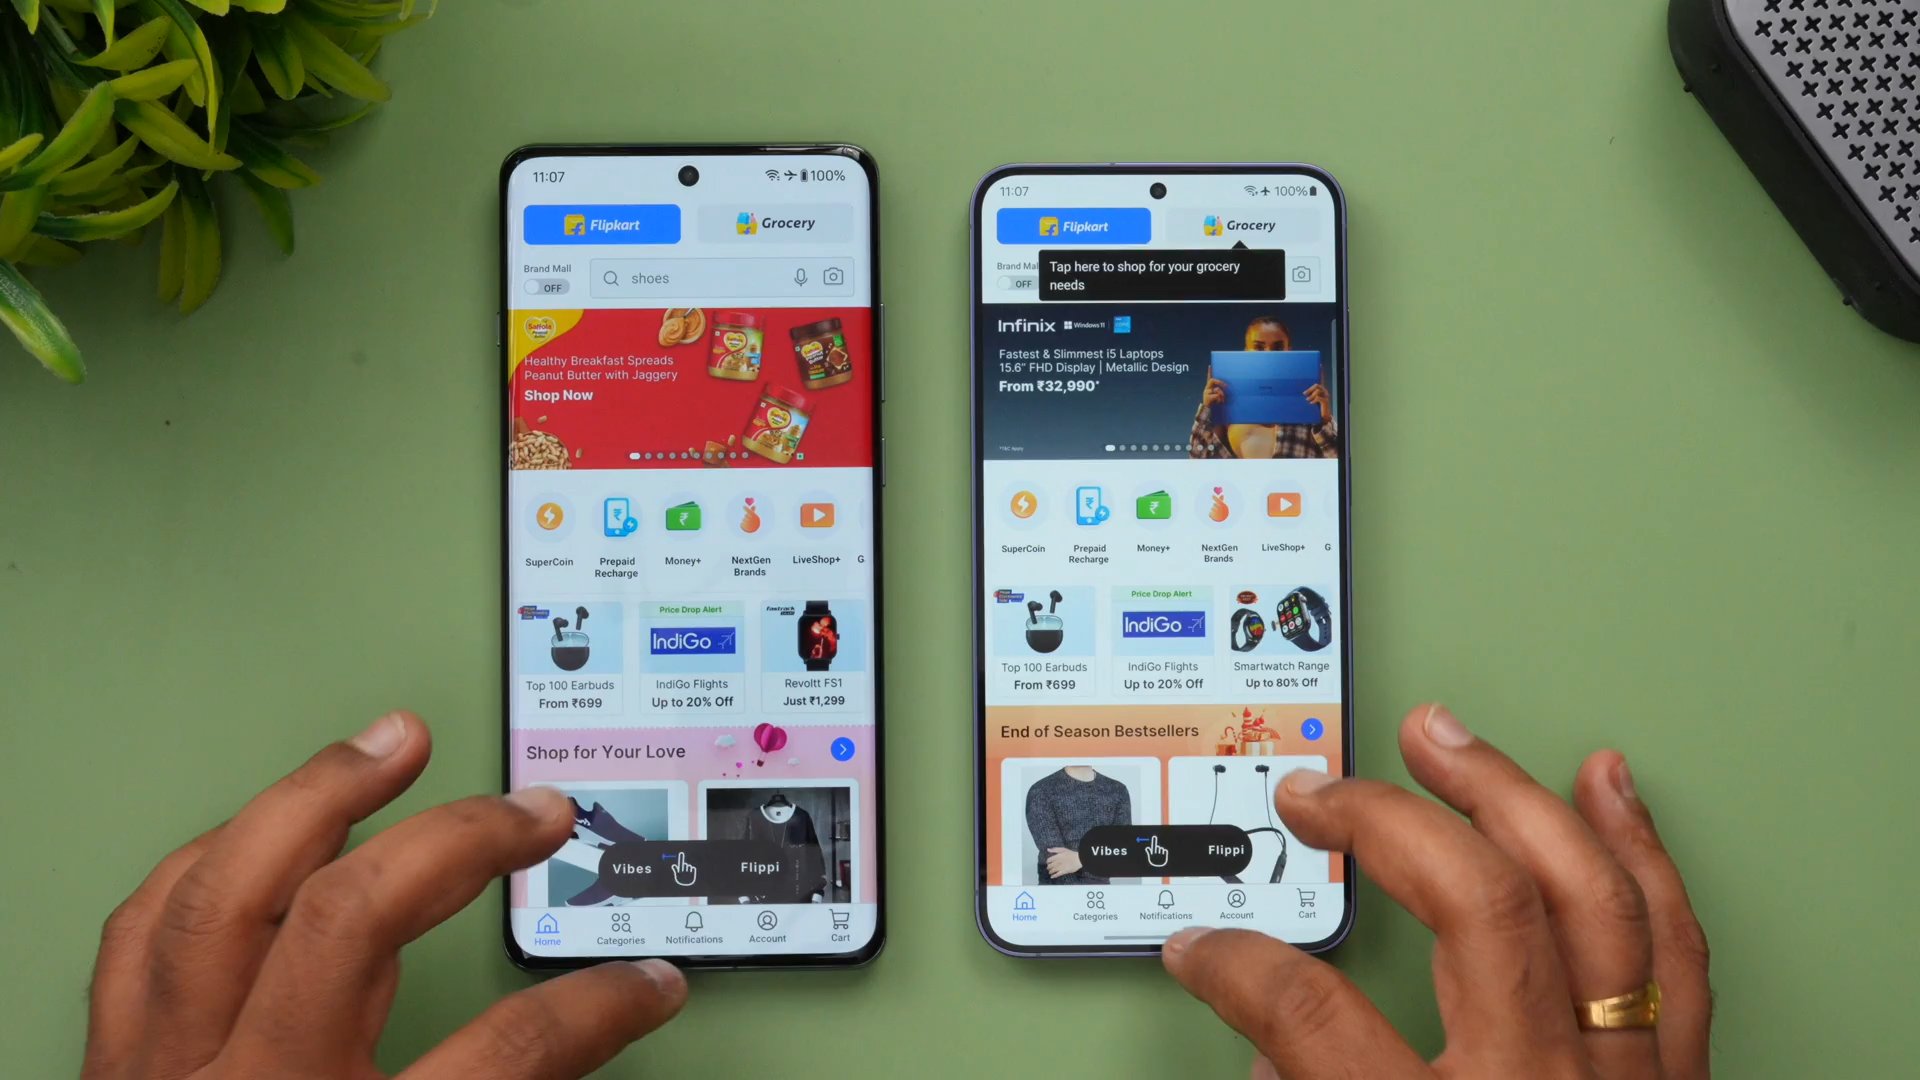 11:07
100%
Flipkart
Grocery
Brand Mall
OFF
shoes
Saffola
Healthy Breakfast Spreads
Peanut Butter with Jaggery
Shop Now
SuperCoin
Prepaid
Recharge
Money+
NextGen
Brands
LiveShop+
G
Price Drop Alert
fastrack
IndiGo
Top 100 Earbuds
From ₹699
IndiGo Flights
Up to 20% Off
Revoltt FS1
Just ₹1,299
Shop for Your Love
Vibes
Flippi
Home
Categories
Notifications
Account
Cart
11:07
100%
Flipkart
Grocery
Brand Mal
OFF
Tap here to shop for your grocery
needs
Infinix
Windows 11
Fastest & Slimmest i5 Laptops
15.6" FHD Display | Metallic Design
From ₹32,990*
*T&C Apply
SuperCoin
Prepaid
Recharge
Money+
NextGen
Brands
LiveShop+
G
Price Drop Alert
IndiGo
Top 100 Earbuds
From ₹699
IndiGo Flights
Up to 20% Off
Smartwatch Range
Up to 80% Off
End of Season Bestsellers
Vibes
Flippi
Home
Categories
Notifications
Account
Cart